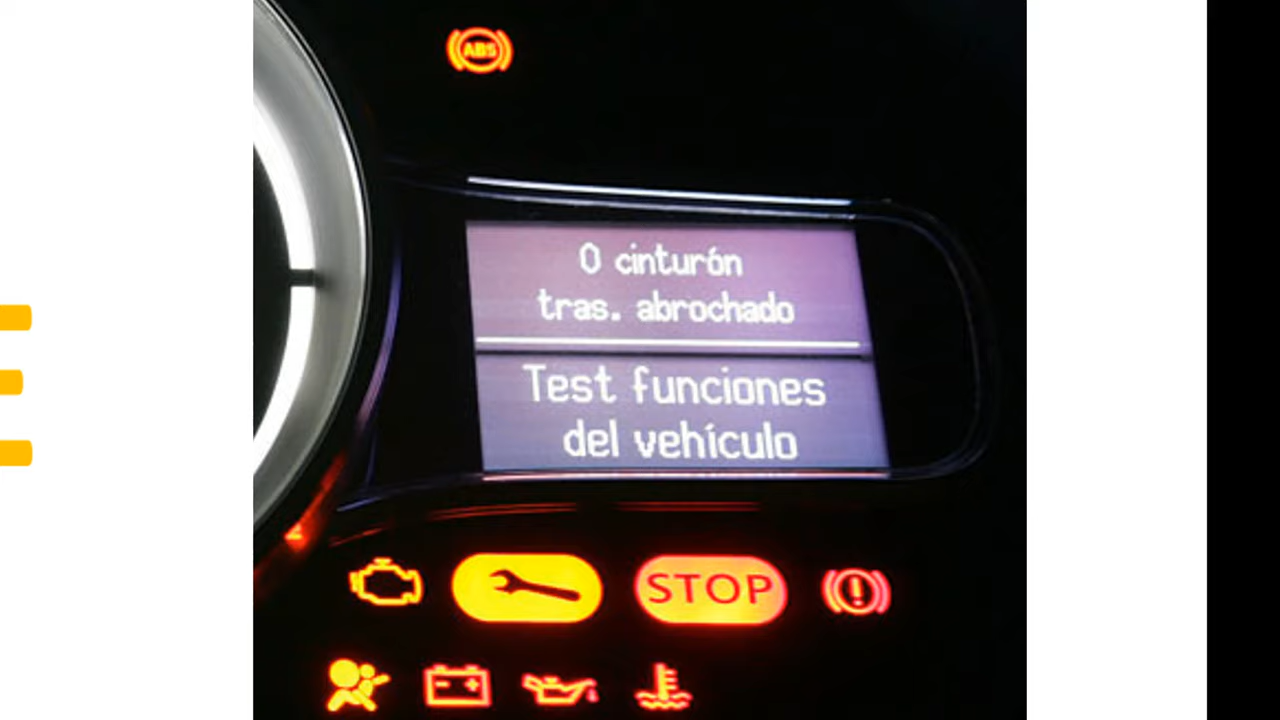 ABS
0 cinturón
tras. abrochado
Test funciones
del vehículo
STOP